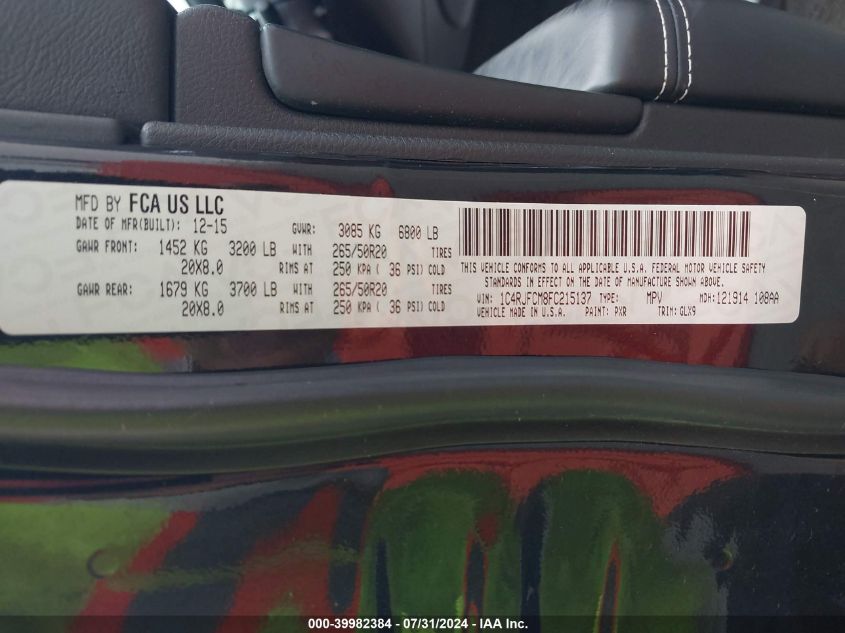 MFD BY FCA US LLC
DATE OF MFR(BUILT): 12-15 GVWR: 3085 KG 6800 LB
GAWR FRONT: 1452 KG 3200 LB WITH 265/50R20 TIRES
20X8.0 RIMS AT 250 KPA ( 36 PSI) COLD
GAWR REAR: 1679 KG 3700 LB WITH 265/50R20 TIRES
20X8.0 RIMS AT 250 KPA ( 36 PSI) COLD
THIS VEHICLE CONFORMS TO ALL APPLICABLE U.S.A. FEDERAL MOTOR VEHICLE SAFETY
STANDARDS IN EFFECT ON THE DATE OF MANUFACTURE SHOWN ABOVE.
VIN: 1C4RJFCM8FC215137 TYPE: MPV MDH: 121914 108AA
VEHICLE MADE IN U.S.A. PAINT: PXR TRIM: GLX9
000-39982384 - 07/31/2024 - IAA Inc.